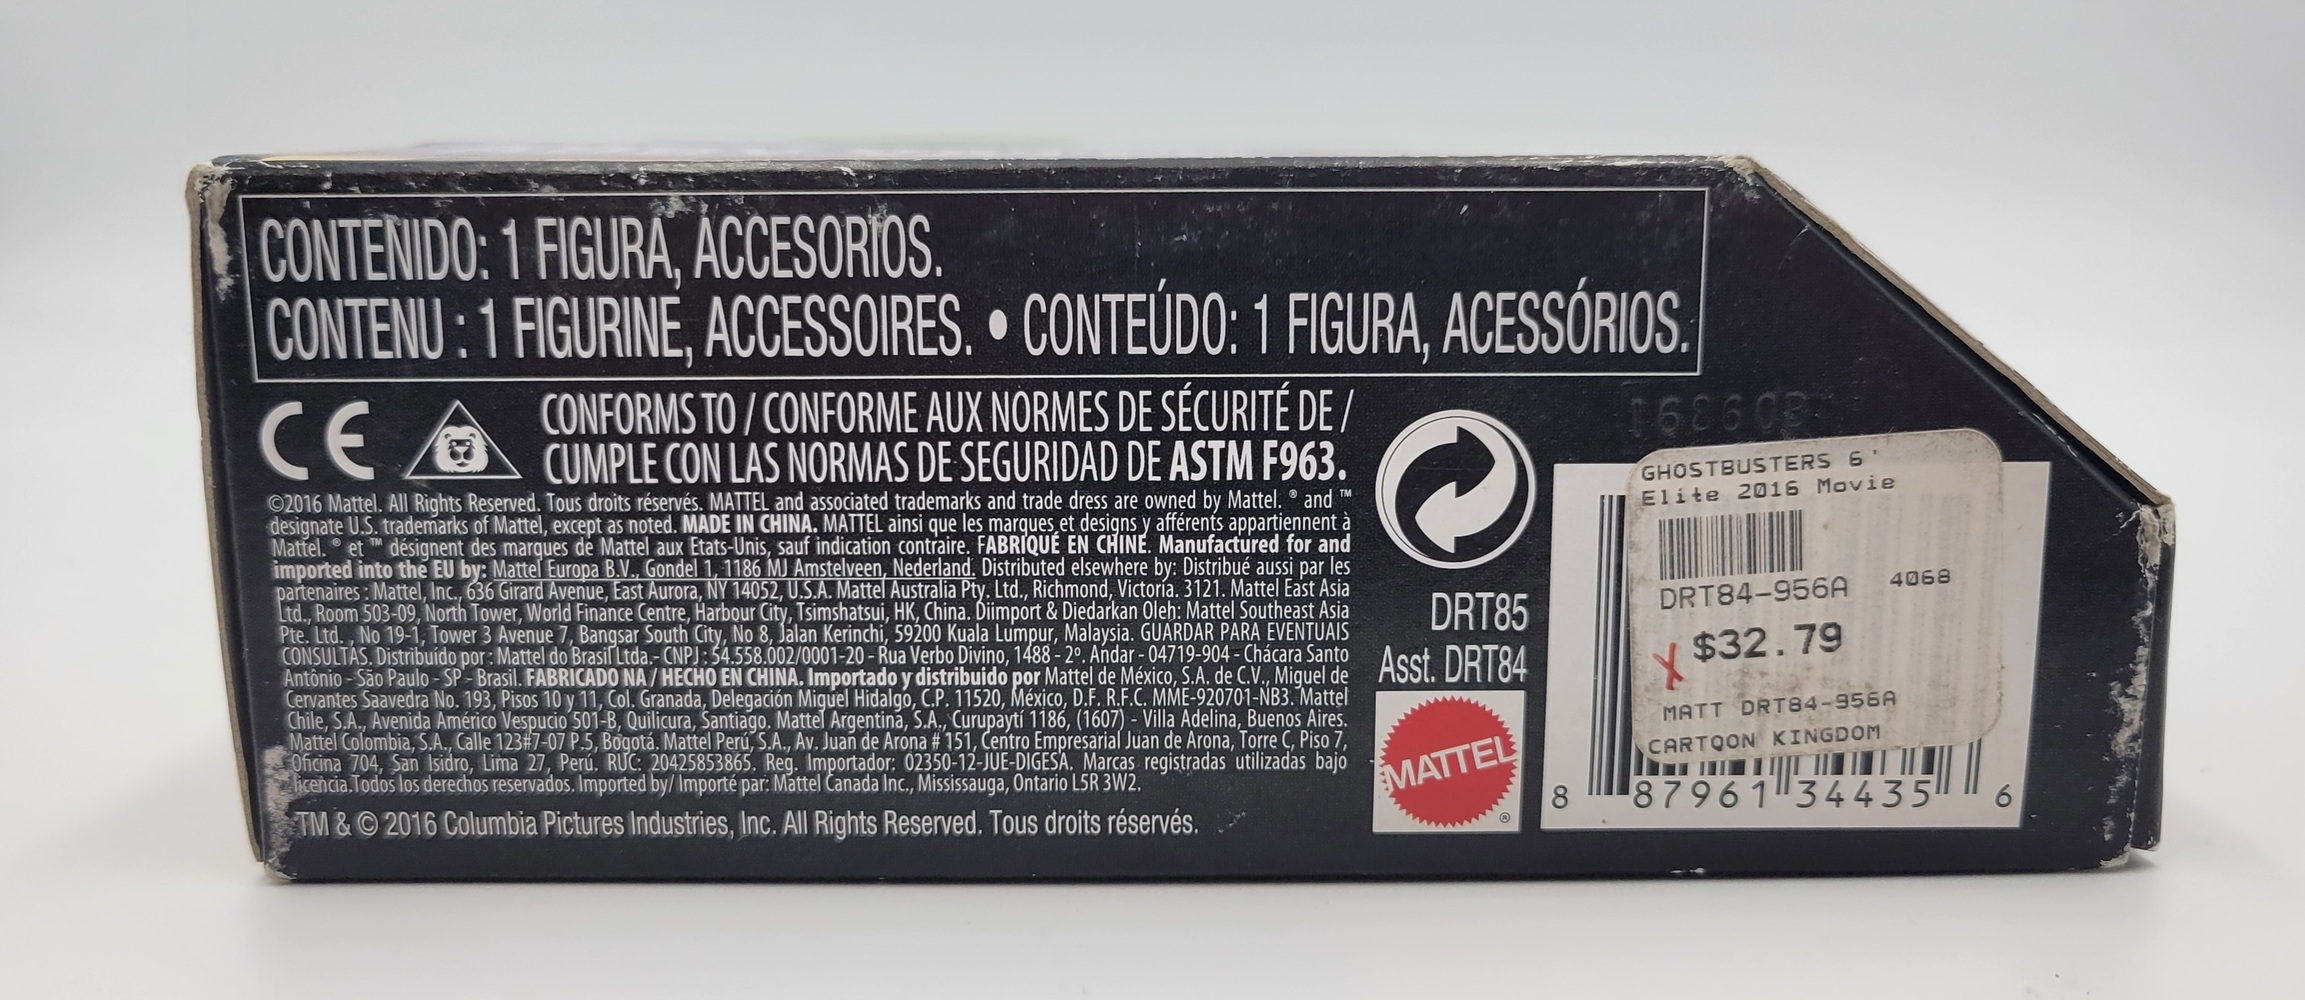 CONTENIDO: 1 FIGURA, ACCESORIOS.
CONTENU : 1 FIGURINE, ACCESSOIRES. • CONTEÚDO: 1 FIGURA, ACESSÓRIOS.
CE
CONFORMS TO / CONFORME AUX NORMES DE SÉCURITÉ DE /
CUMPLE CON LAS NORMAS DE SEGURIDAD DE ASTM F963.
©2016 Mattel. All Rights Reserved. Tous droits réservés. MATTEL and associated trademarks and trade dress are owned by Mattel. ® and ™
designate U.S. trademarks of Mattel, except as noted. MADE IN CHINA. MATTEL ainsi que les marques et designs y afférents appartiennent à
Mattel. ® et ™ désignent des marques de Mattel aux Etats-Unis, sauf indication contraire. FABRIQUÉ EN CHINE. Manufactured for and
imported into the EU by: Mattel Europa B.V., Gondel 1, 1186 MJ Amstelveen, Nederland. Distributed elsewhere by: Distribué aussi par les
partenaires : Mattel, Inc., 636 Girard Avenue, East Aurora, NY 14052, U.S.A. Mattel Australia Pty. Ltd., Richmond, Victoria. 3121. Mattel East Asia
Ltd., Room 503-09, North Tower, World Finance Centre, Harbour City, Tsimshatsui, HK, China. Diimport & Diedarkan Oleh: Mattel Southeast Asia
Pte. Ltd. , No 19-1, Tower 3 Avenue 7, Bangsar South City, No 8, Jalan Kerinchi, 59200 Kuala Lumpur, Malaysia. GUARDAR PARA EVENTUAIS
CONSULTAS. Distribuído por : Mattel do Brasil Ltda.- CNPJ : 54.558.002/0001-20 - Rua Verbo Divino, 1488 - 2º. Andar - 04719-904 - Chácara Santo
Antônio - São Paulo - SP - Brasil. FABRICADO NA / HECHO EN CHINA. Importado y distribuido por Mattel de México, S.A. de C.V., Miguel de
Cervantes Saavedra No. 193, Pisos 10 y 11, Col. Granada, Delegación Miguel Hidalgo, C.P. 11520, México, D.F. R.F.C. MME-920701-NB3. Mattel
Chile, S.A., Avenida Américo Vespucio 501-B, Quilicura, Santiago. Mattel Argentina, S.A., Curupaytí 1186, (1607) - Villa Adelina, Buenos Aires.
Mattel Colombia, S.A., Calle 123#7-07 P.5, Bogotá. Mattel Perú, S.A., Av. Juan de Arona # 151, Centro Empresarial Juan de Arona, Torre C, Piso 7,
Oficina 704, San Isidro, Lima 27, Perú. RUC: 20425853865. Reg. Importador: 02350-12-JUE-DIGESA. Marcas registradas utilizadas bajo
licencia. Todos los derechos reservados. Imported by/ Importé par: Mattel Canada Inc., Mississauga, Ontario L5R 3W2.
TM & © 2016 Columbia Pictures Industries, Inc. All Rights Reserved. Tous droits réservés.
DRT85
Asst. DRT84
MATTEL ®
GHOSTBUSTERS 6'
Elite 2016 Movie
DRT84-956A 4068
X $32.79
MATT DRT84-956A
CARTOON KINGDOM
8 87961 34435 6